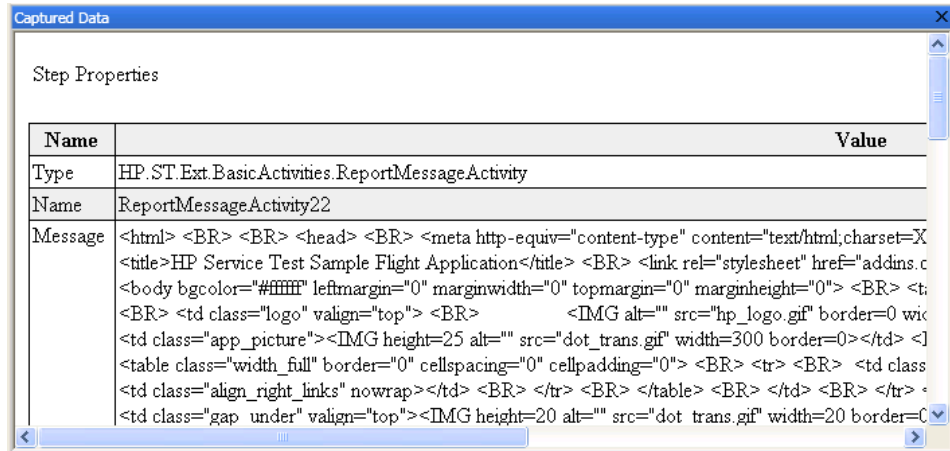 Captured Data
Step Properties
Name Value
Type HP.ST.Ext.BasicActivities.ReportMessageActivity
Name ReportMessageActivity22
Message <html> <BR> <BR> <head> <BR> <meta http-equiv="content-type" content="text/html;charset=X
<title>HP Service Test Sample Flight Application</title> <BR> <link rel="stylesheet" href="addins.c
<body bgcolor="#ffffff" leftmargin="0" marginwidth="0" topmargin="0" marginheight="0"> <BR> <ta
<BR> <td class="logo" valign="top"> <BR> <IMG alt="" src="hp_logo.gif" border=0 wid
<td class="app_picture"><IMG height=25 alt="" src="dot_trans.gif" width=300 border=0></td> <I
<table class="width_full" border="0" cellspacing="0" cellpadding="0"> <BR> <tr> <BR> <td class
<td class="align_right_links" nowrap></td> <BR> </tr> <BR> </table> <BR> </td> <BR> </tr> <
<td class="gap_under" valign="top"><IMG height=20 alt="" src="dot_trans.gif" width=20 border=0